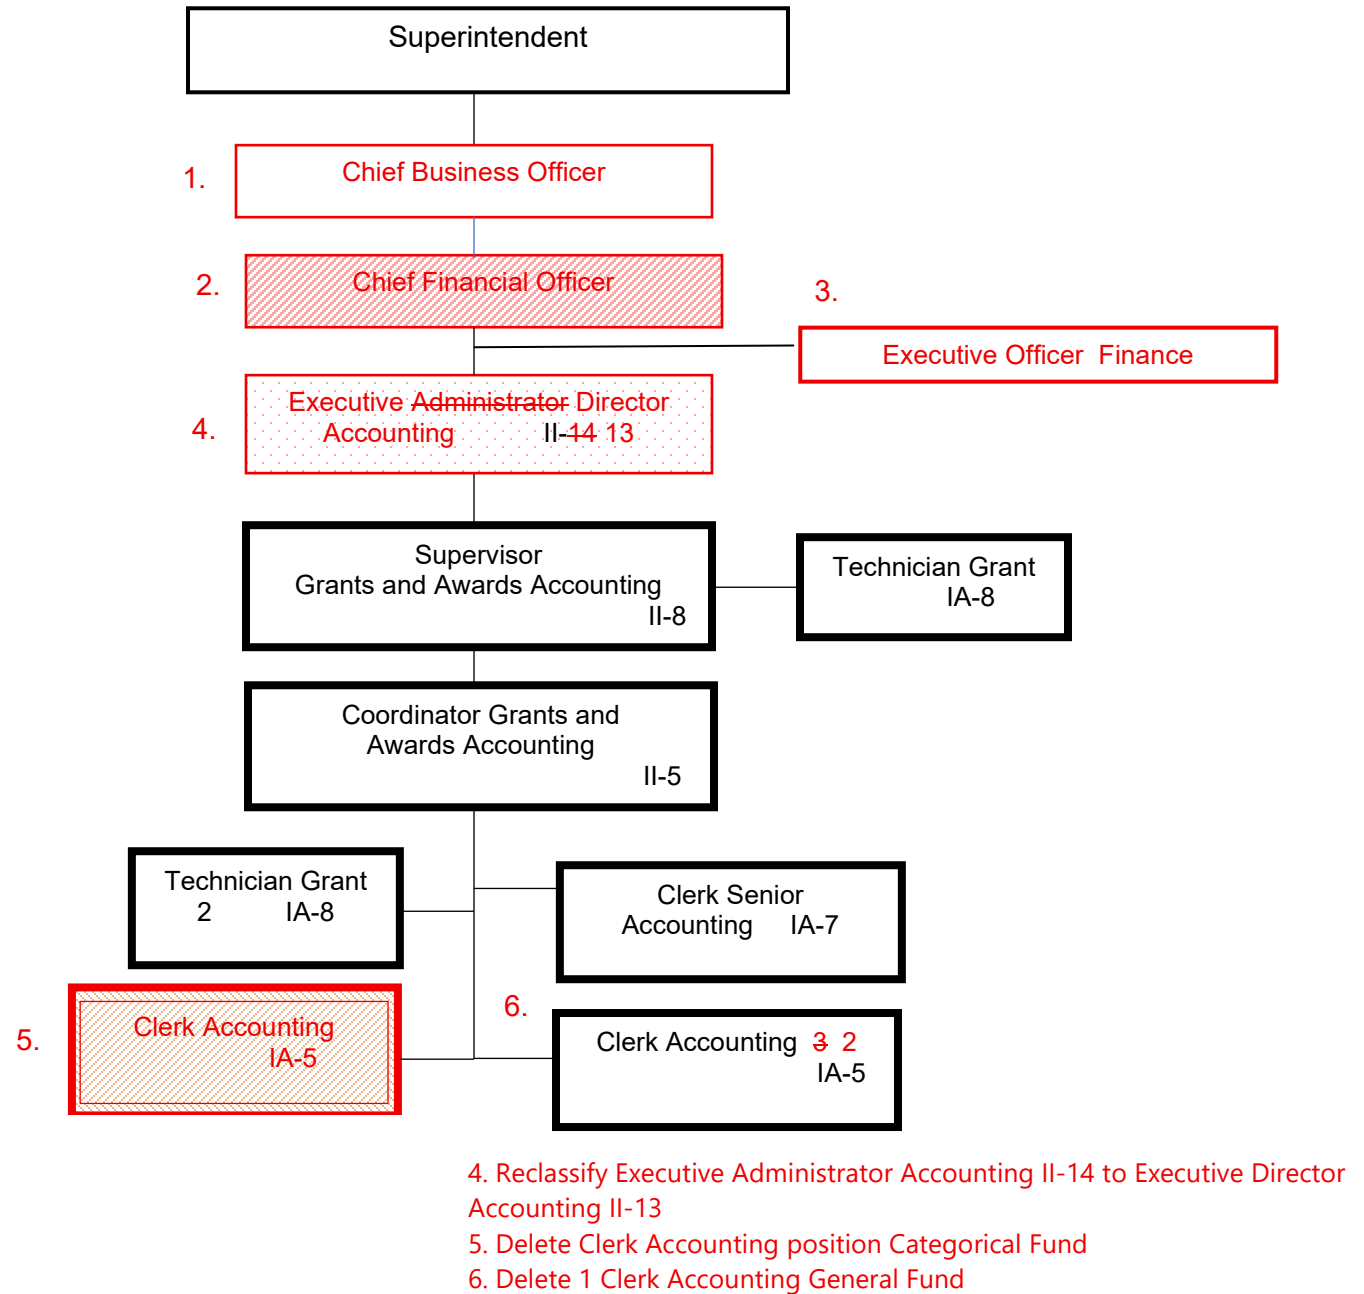 Superintendent
1.
Chief Business Officer
2.
Chief Financial Officer
3.
Executive Officer  Finance
4.
Executive Administrator Director
Accounting II-14 13
Supervisor
Grants and Awards Accounting
II-8
Technician Grant
IA-8
Coordinator Grants and
Awards Accounting
II-5
Technician Grant
2 IA-8
Clerk Senior
Accounting IA-7
5.
Clerk Accounting
IA-5
6.
Clerk Accounting 3 2
IA-5
4. Reclassify Executive Administrator Accounting II-14 to Executive Director
Accounting II-13
5. Delete Clerk Accounting position Categorical Fund
6. Delete 1 Clerk Accounting General Fund